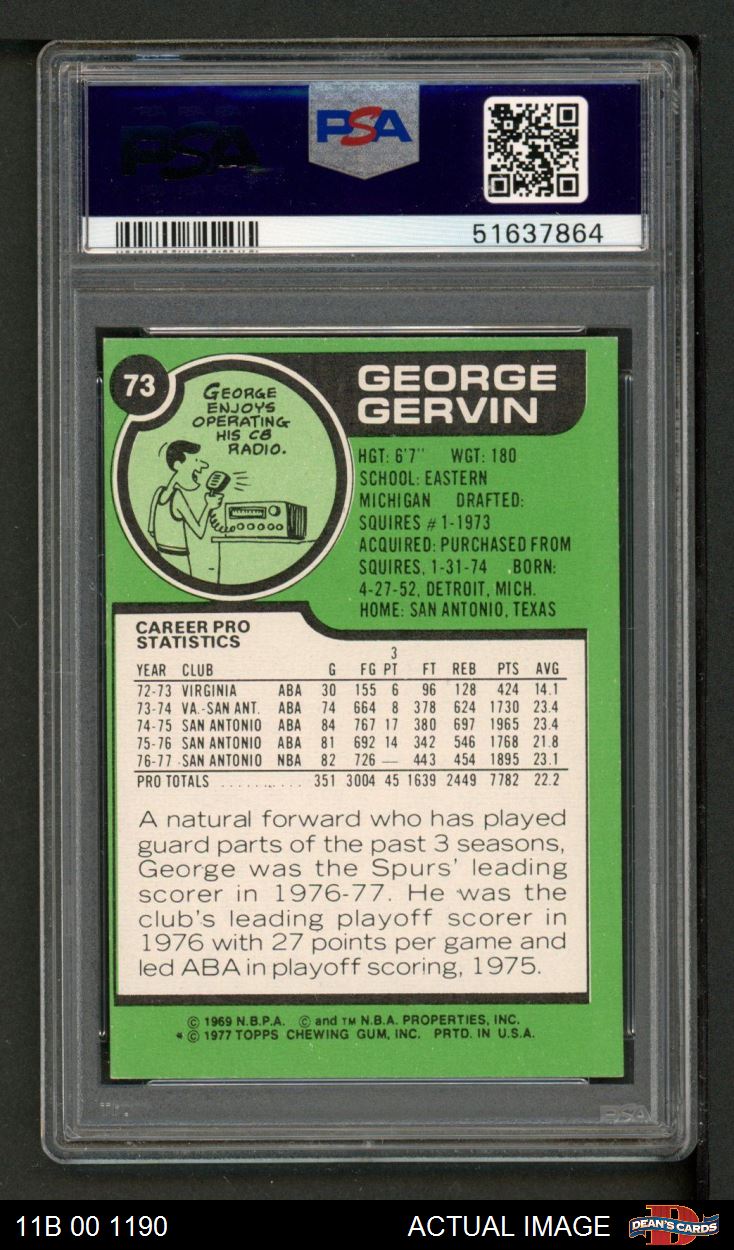 PSA
PSA
51637864
73
GEORGE
ENJOYS
OPERATING
HIS CB
RADIO.
GEORGE
GERVIN
HGT: 6'7" WGT: 180
SCHOOL: EASTERN
MICHIGAN DRAFTED:
SQUIRES #1-1973
ACQUIRED: PURCHASED FROM
SQUIRES, 1-31-74 BORN:
4-27-52, DETROIT, MICH.
HOME: SAN ANTONIO, TEXAS
CAREER PRO
STATISTICS
3
YEAR CLUB G FG PT FT REB PTS AVG
72-73 VIRGINIA ABA 30 155 6 96 128 424 14.1
73-74 VA.-SAN ANT. ABA 74 664 8 378 624 1730 23.4
74-75 SAN ANTONIO ABA 84 767 17 380 697 1965 23.4
75-76 SAN ANTONIO ABA 81 692 14 342 546 1768 21.8
76-77 SAN ANTONIO NBA 82 726 — 443 454 1895 23.1
PRO TOTALS .......... 351 3004 45 1639 2449 7782 22.2
A natural forward who has played
guard parts of the past 3 seasons,
George was the Spurs' leading
scorer in 1976-77. He was the
club's leading playoff scorer in
1976 with 27 points per game and
led ABA in playoff scoring, 1975.
© 1969 N.B.P.A. © and TM N.B.A. PROPERTIES, INC.
* © 1977 TOPPS CHEWING GUM, INC. PRTD. IN U.S.A.
PSA
11B 00 1190 ACTUAL IMAGE DEAN'S CARDS